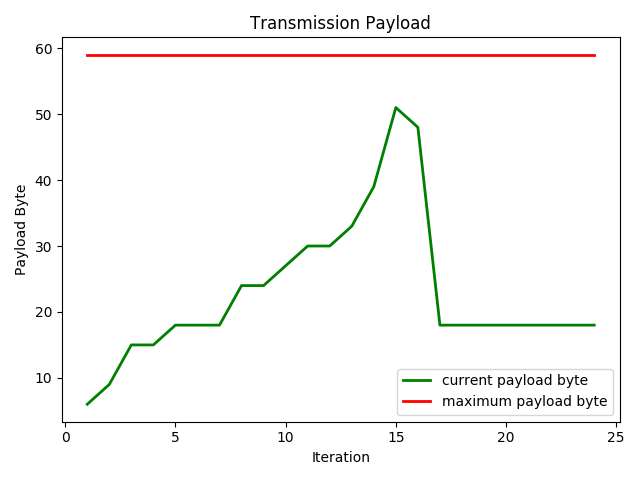 Transmission Payload
60
50
40
30
20
10
Payload Byte
0 5 10 15 20 25
Iteration
current payload byte
maximum payload byte